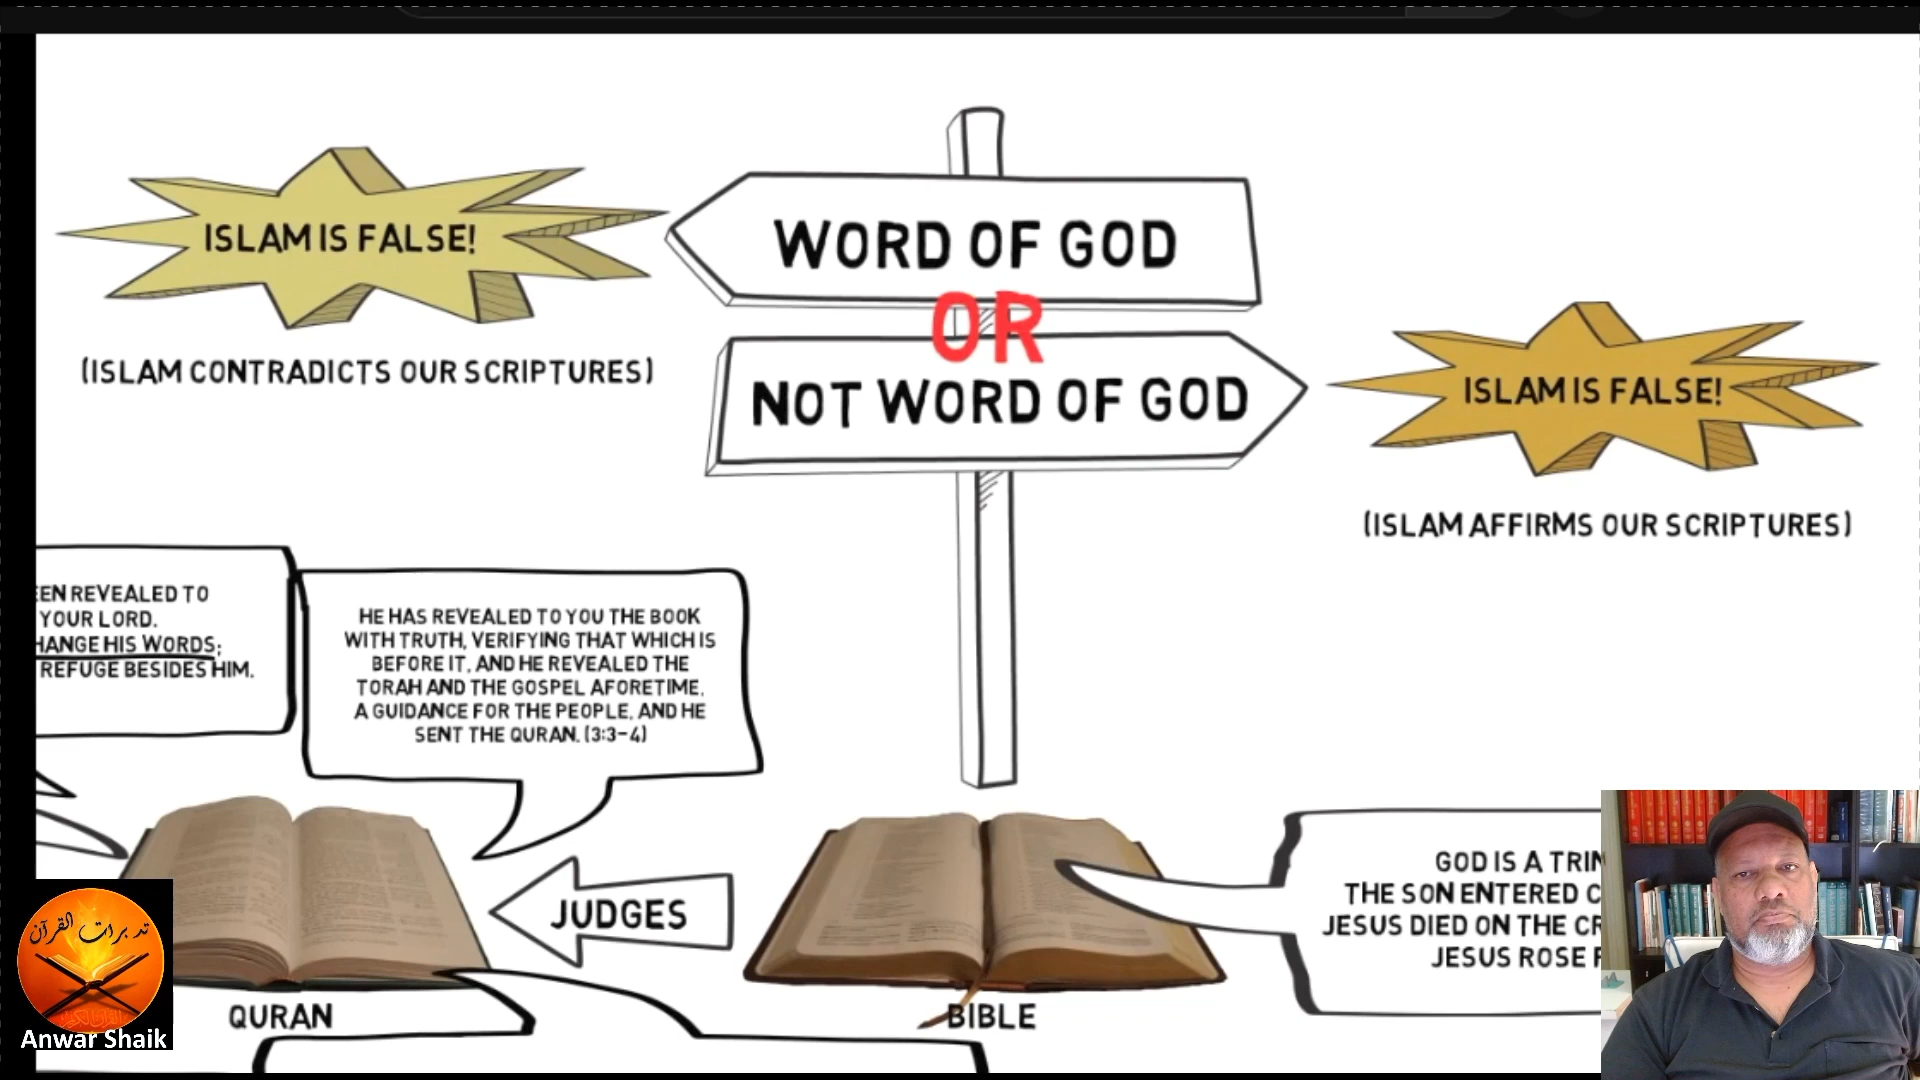 ISLAM IS FALSE!
(ISLAM CONTRADICTS OUR SCRIPTURES)
WORD OF GOD
OR
NOT WORD OF GOD
ISLAM IS FALSE!
(ISLAM AFFIRMS OUR SCRIPTURES)
EEN REVEALED TO
YOUR LORD.
HANGE HIS WORDS;
REFUGE BESIDES HIM.
HE HAS REVEALED TO YOU THE BOOK
WITH TRUTH, VERIFYING THAT WHICH IS
BEFORE IT, AND HE REVEALED THE
TORAH AND THE GOSPEL AFORETIME,
A GUIDANCE FOR THE PEOPLE, AND HE
SENT THE QURAN. (3:3-4)
JUDGES
QURAN
BIBLE
GOD IS A TRIN
THE SON ENTERED C
JESUS DIED ON THE CR
JESUS ROSE F
تدبرات القرآن
Anwar Shaik